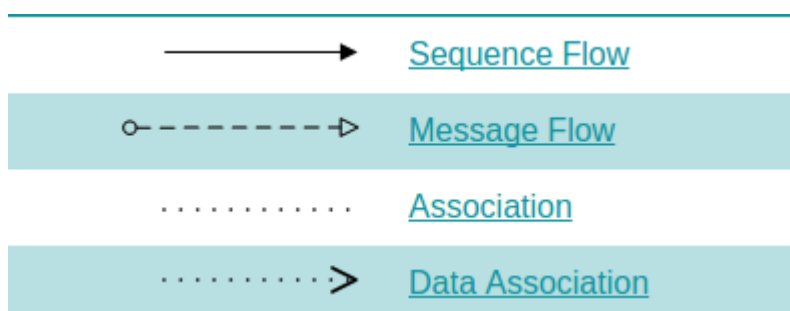 Sequence Flow
Message Flow
Association
Data Association